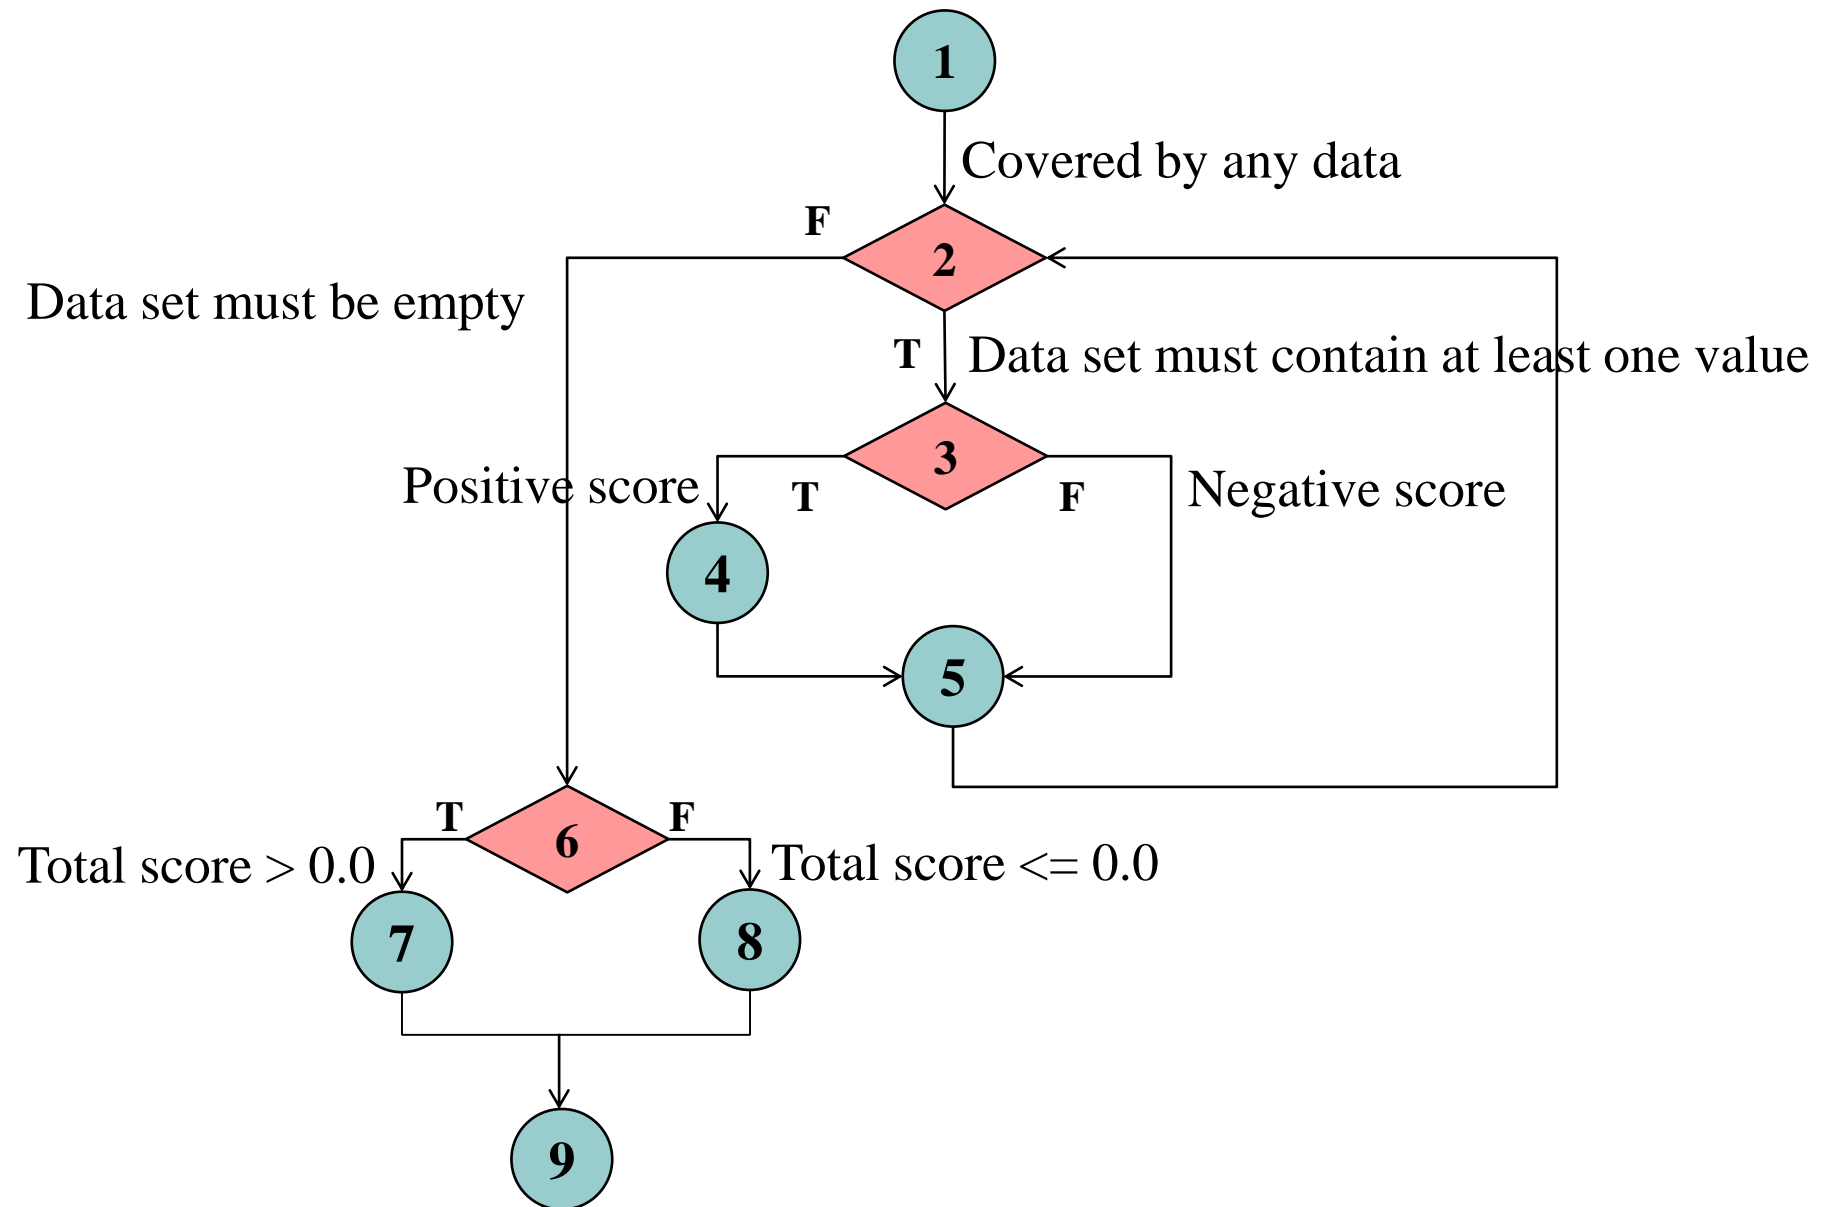 1
Covered by any data
F
2
Data set must be empty
T
Data set must contain at least one value
3
Positive score
T
F
Negative score
4
5
T
F
6
Total score > 0.0
Total score <= 0.0
7
8
9